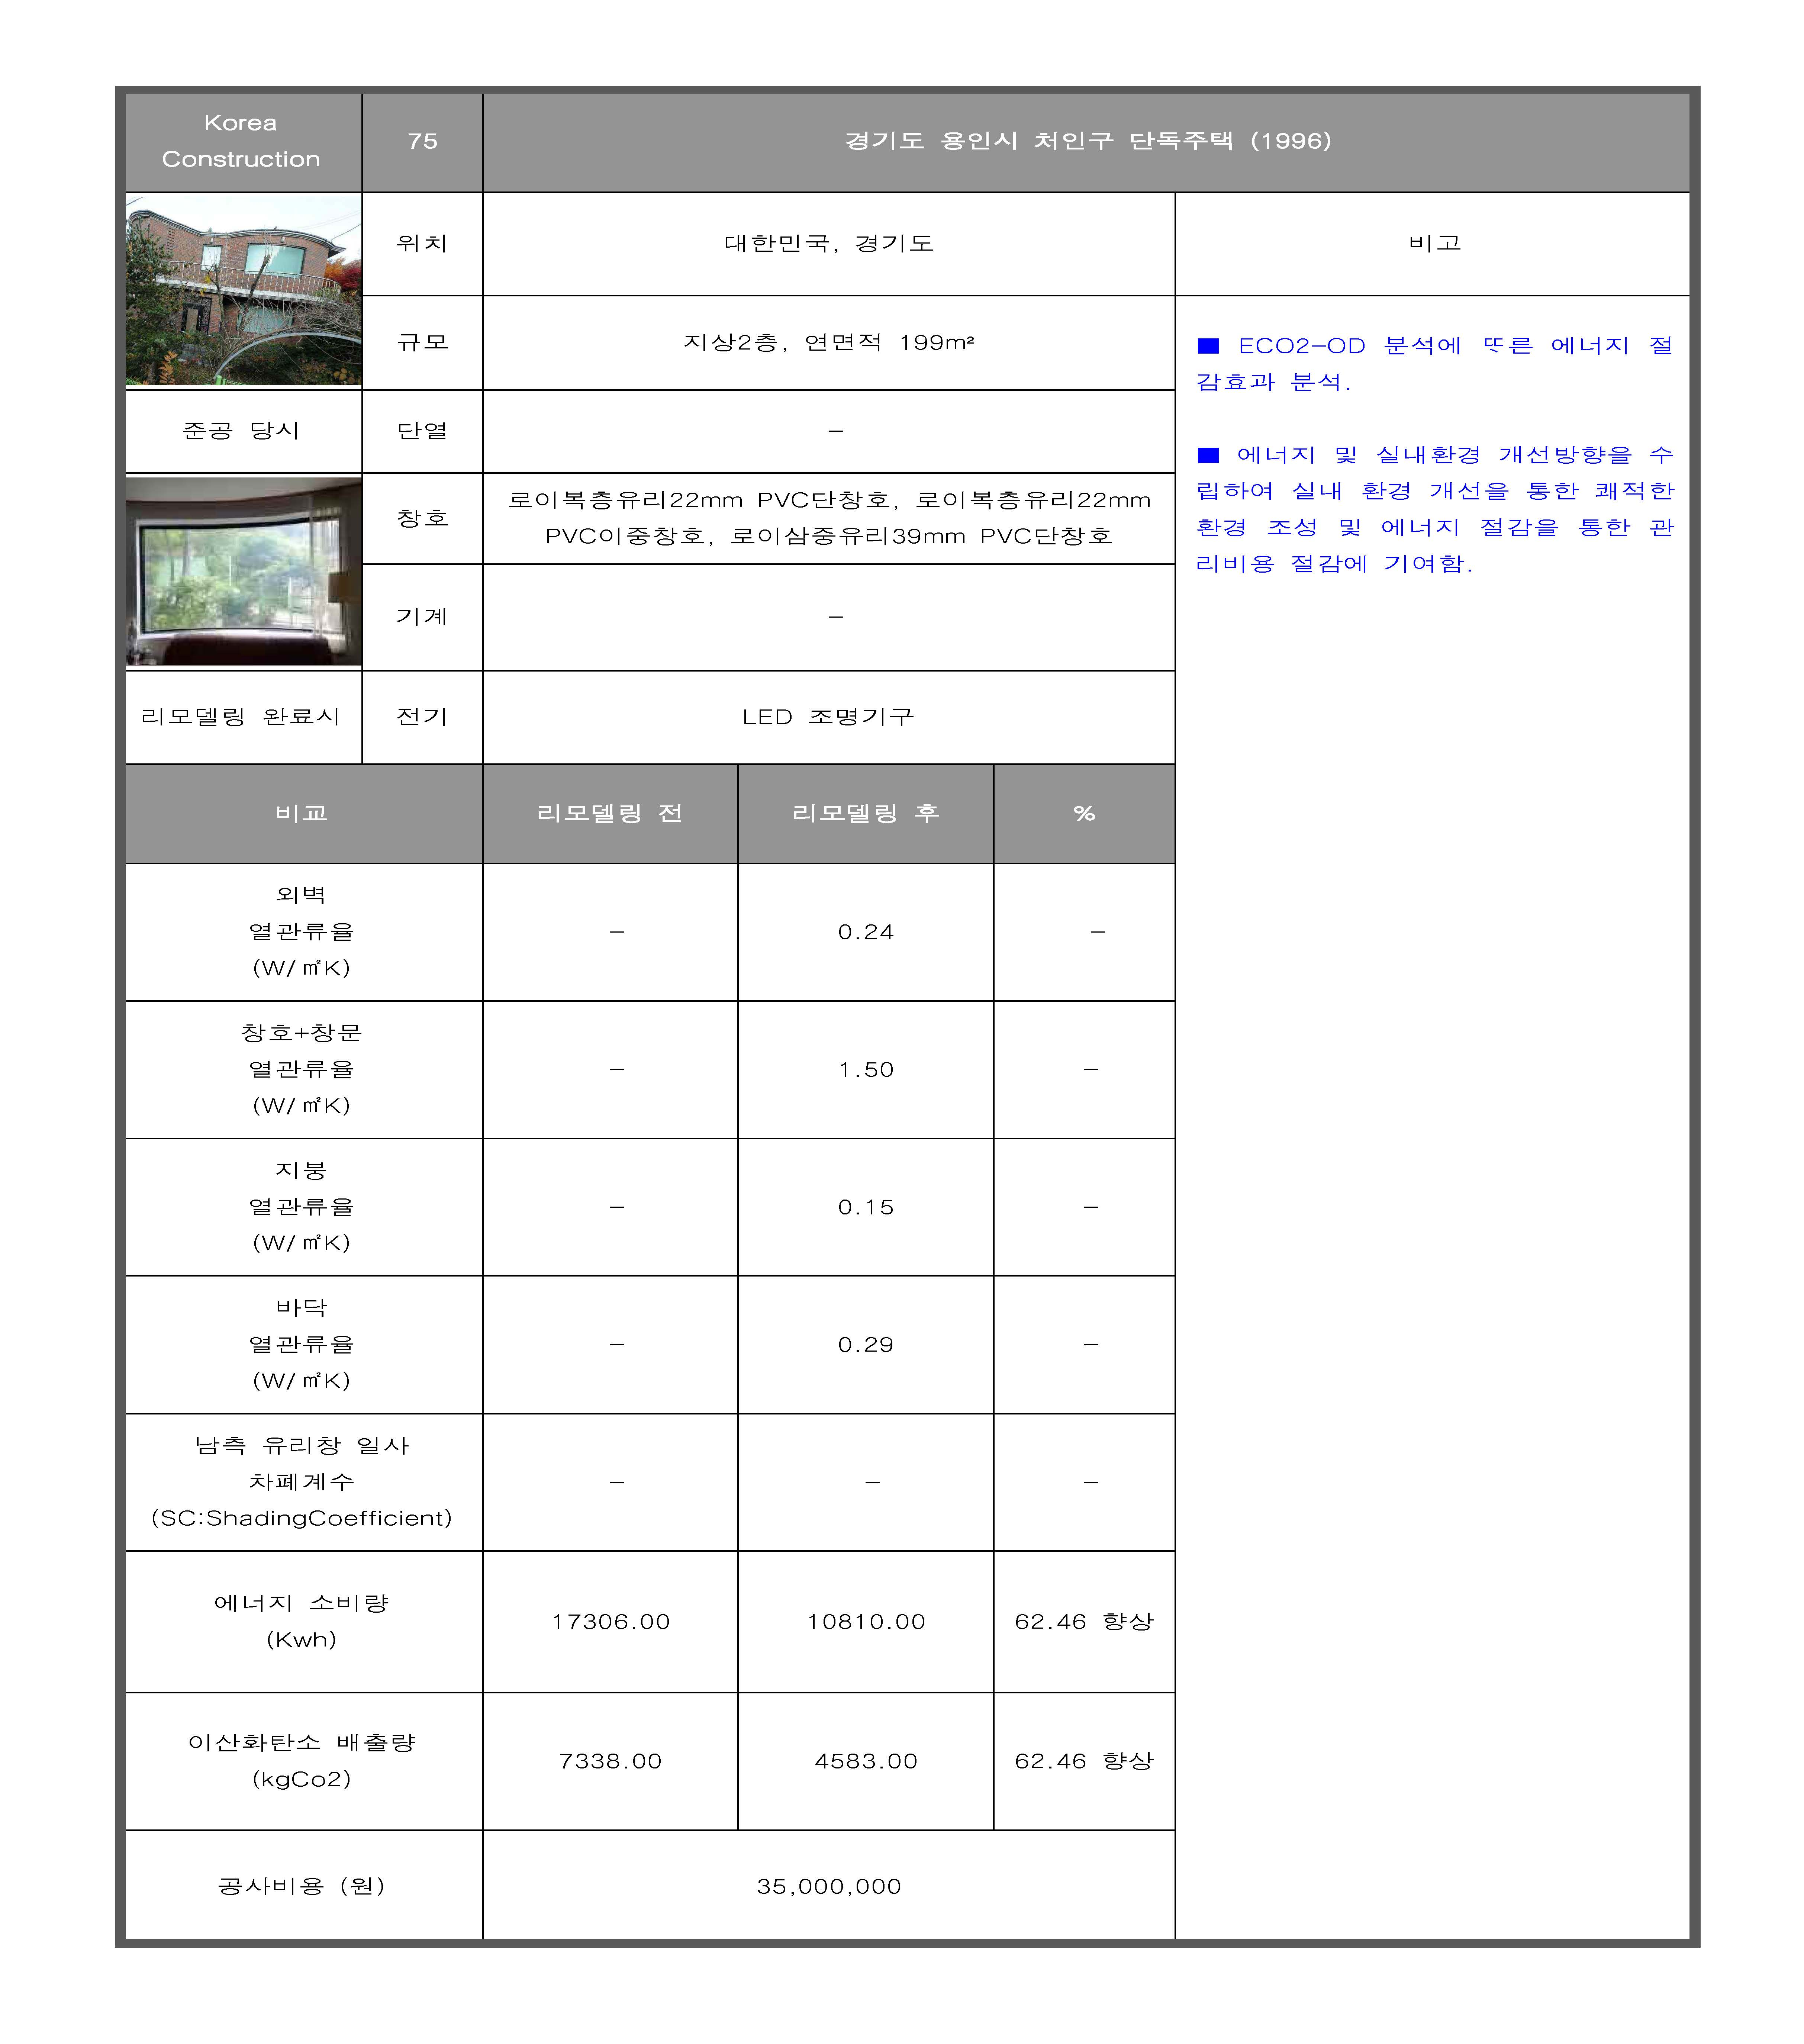 Korea
Construction
75
경기도 용인시 처인구 단독주택 (1996)
위치
대한민국, 경기도
비고
규모
지상2층, 연면적 199m²
■ ECO2-OD 분석에 따른 에너지 절
감효과 분석.
■ 에너지 및 실내환경 개선방향을 수
립하여 실내 환경 개선을 통한 쾌적한
환경 조성 및 에너지 절감을 통한 관
리비용 절감에 기여함.
준공 당시
단열
-
창호
로이복층유리22mm PVC단창호, 로이복층유리22mm
PVC이중창호, 로이삼중유리39mm PVC단창호
기계
-
리모델링 완료시
전기
LED 조명기구
비교
리모델링 전
리모델링 후
%
외벽
열관류율
(W/㎡K)
-
0.24
-
창호+창문
열관류율
(W/㎡K)
-
1.50
-
지붕
열관류율
(W/㎡K)
-
0.15
-
바닥
열관류율
(W/㎡K)
-
0.29
-
남측 유리창 일사
차폐계수
(SC:ShadingCoefficient)
-
-
-
에너지 소비량
(Kwh)
17306.00
10810.00
62.46 향상
이산화탄소 배출량
(kgCo2)
7338.00
4583.00
62.46 향상
공사비용 (원)
35,000,000